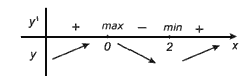 y' + max − min +
y 0 2 x